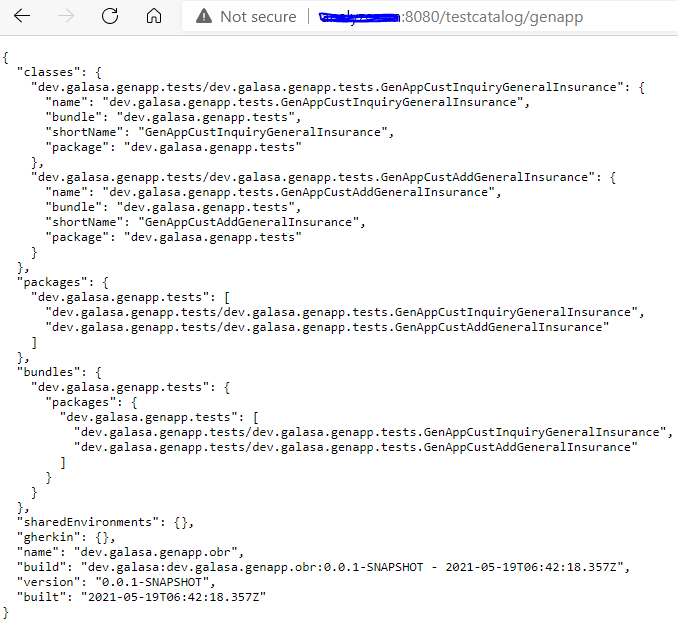 Not secure :8080/testcatalog/genapp
{
  "classes": {
    "dev.galasa.genapp.tests/dev.galasa.genapp.tests.GenAppCustInquiryGeneralInsurance": {
      "name": "dev.galasa.genapp.tests.GenAppCustInquiryGeneralInsurance",
      "bundle": "dev.galasa.genapp.tests",
      "shortName": "GenAppCustInquiryGeneralInsurance",
      "package": "dev.galasa.genapp.tests"
    },
    "dev.galasa.genapp.tests/dev.galasa.genapp.tests.GenAppCustAddGeneralInsurance": {
      "name": "dev.galasa.genapp.tests.GenAppCustAddGeneralInsurance",
      "bundle": "dev.galasa.genapp.tests",
      "shortName": "GenAppCustAddGeneralInsurance",
      "package": "dev.galasa.genapp.tests"
    }
  },
  "packages": {
    "dev.galasa.genapp.tests": [
      "dev.galasa.genapp.tests/dev.galasa.genapp.tests.GenAppCustInquiryGeneralInsurance",
      "dev.galasa.genapp.tests/dev.galasa.genapp.tests.GenAppCustAddGeneralInsurance"
    ]
  },
  "bundles": {
    "dev.galasa.genapp.tests": {
      "packages": {
        "dev.galasa.genapp.tests": [
          "dev.galasa.genapp.tests/dev.galasa.genapp.tests.GenAppCustInquiryGeneralInsurance",
          "dev.galasa.genapp.tests/dev.galasa.genapp.tests.GenAppCustAddGeneralInsurance"
        ]
      }
    }
  },
  "sharedEnvironments": {},
  "gherkin": {},
  "name": "dev.galasa.genapp.obr",
  "build": "dev.galasa:dev.galasa.genapp.obr:0.0.1-SNAPSHOT - 2021-05-19T06:42:18.357Z",
  "version": "0.0.1-SNAPSHOT",
  "built": "2021-05-19T06:42:18.357Z"
}